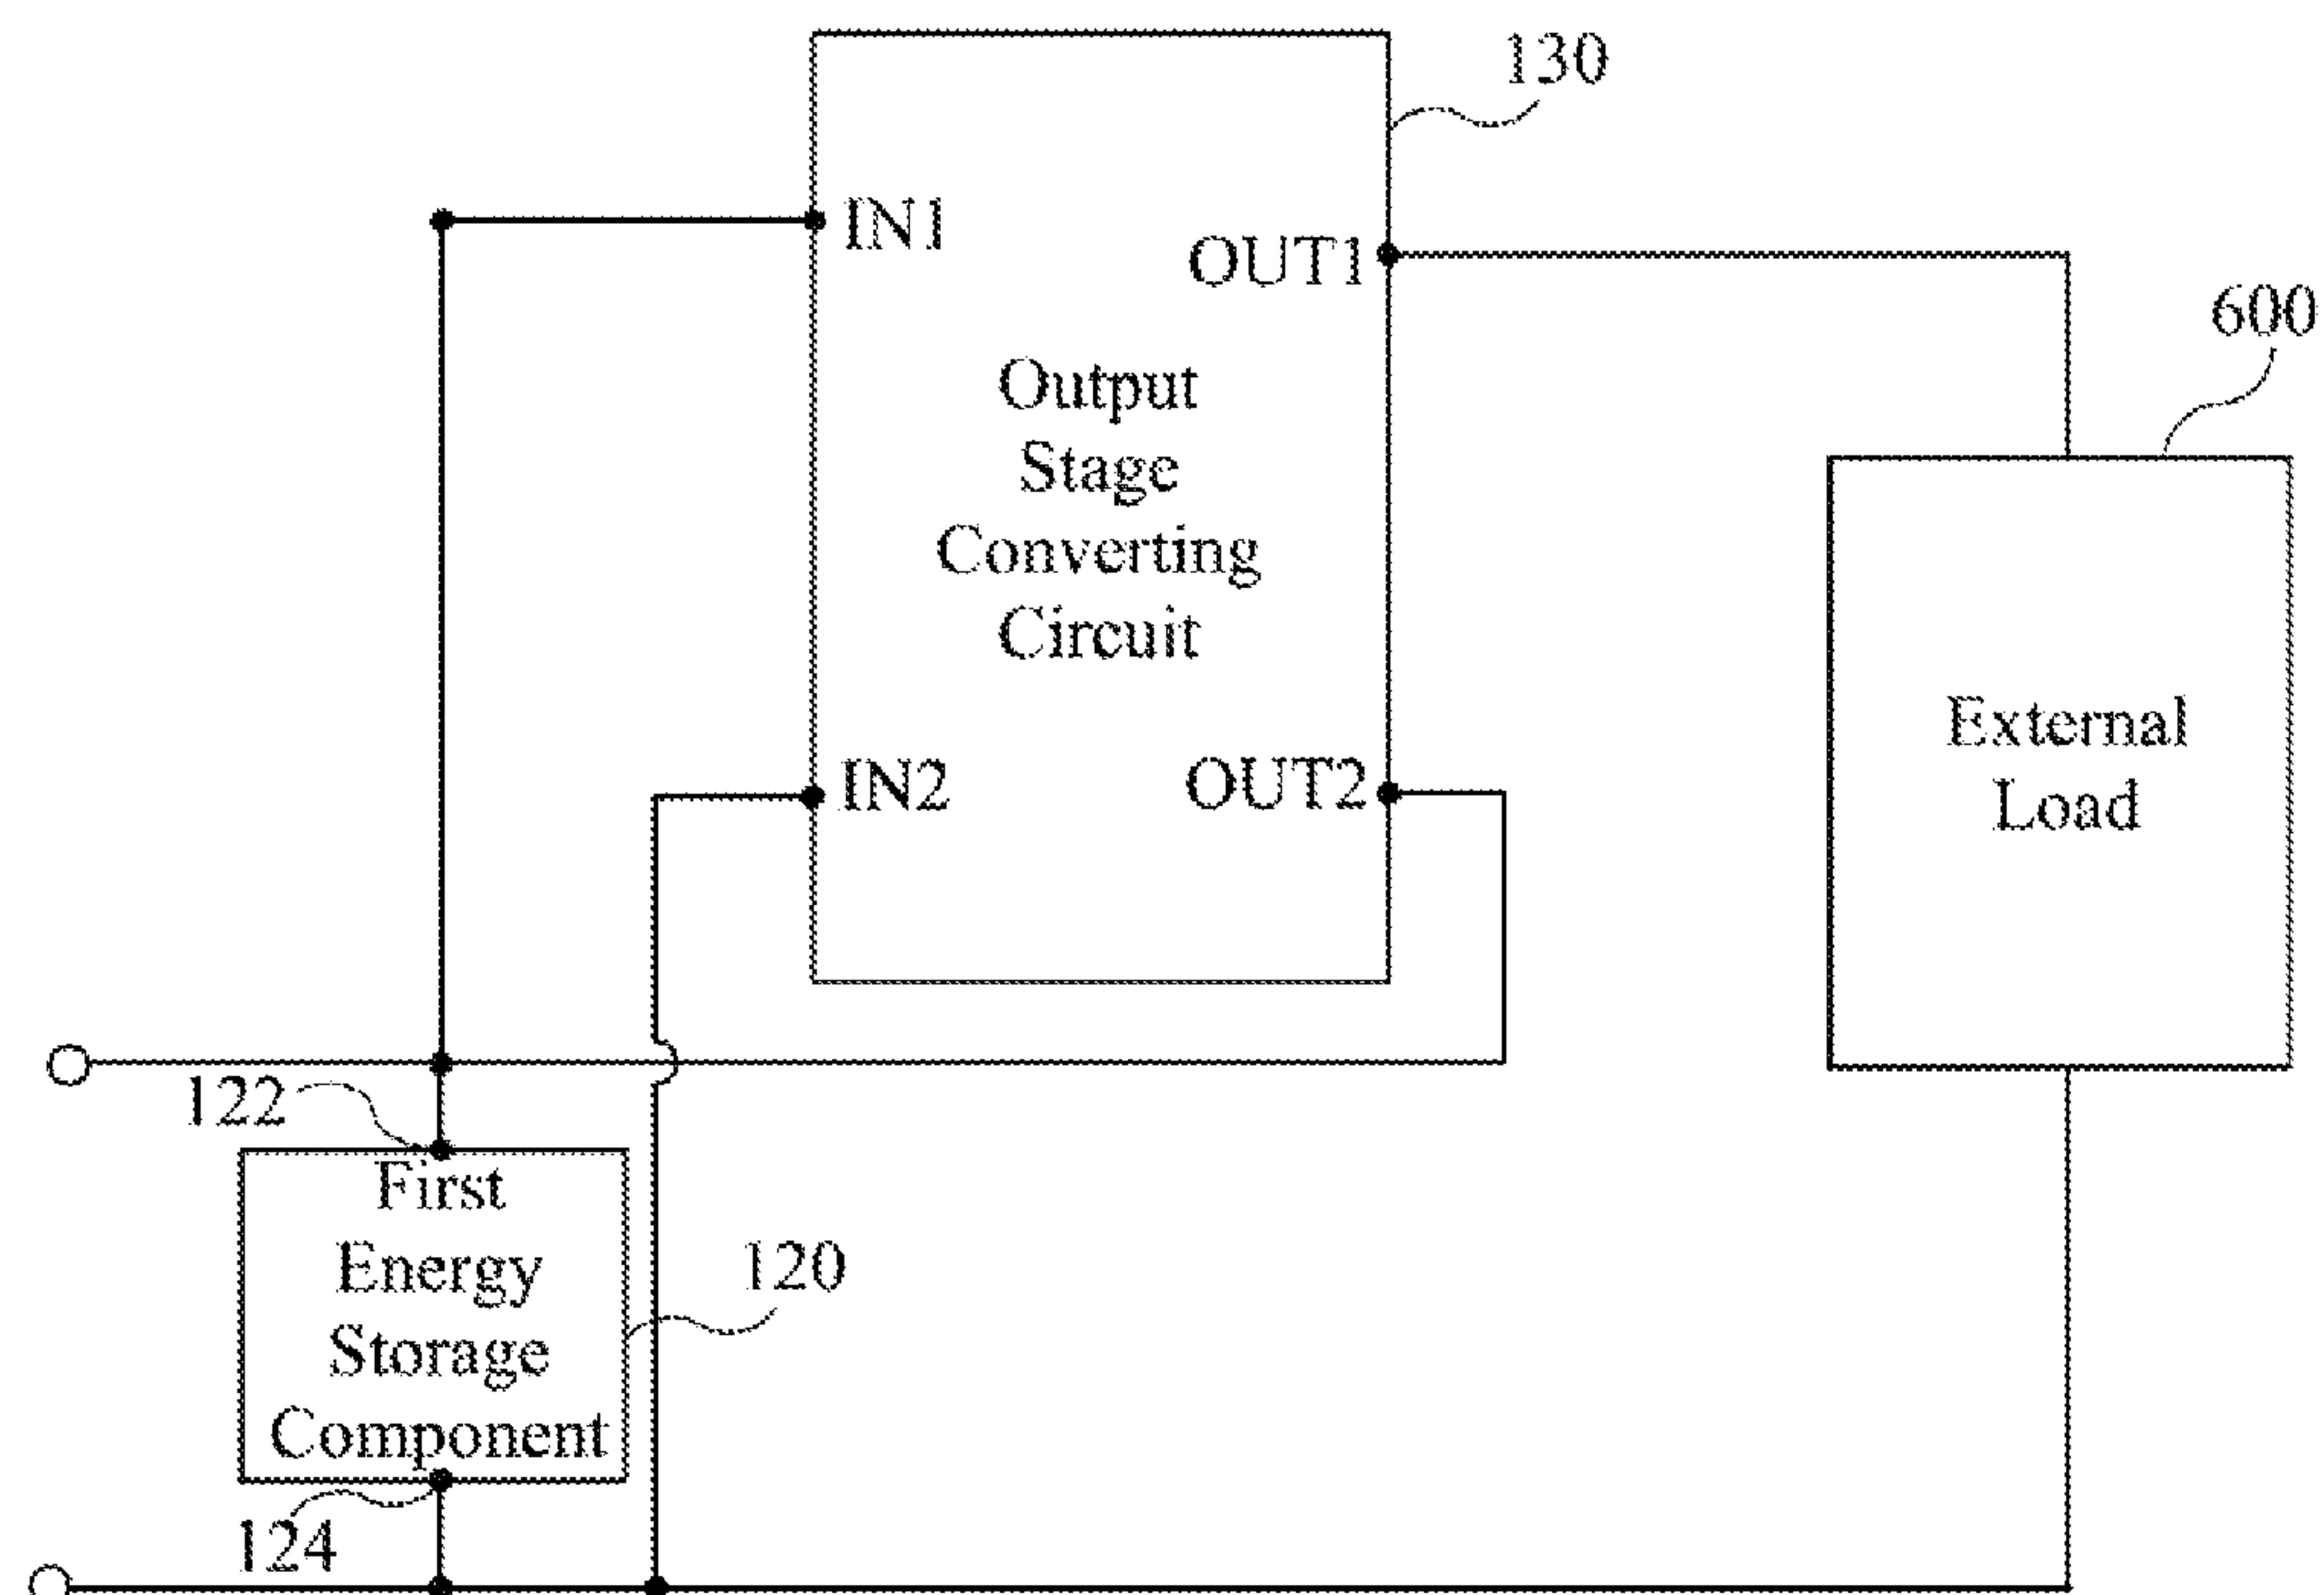 130
IN1
OUT1
600
Output
Stage
Converting
Circuit
External
Load
IN2
OUT2
122
First
Energy
Storage
Component
120
124